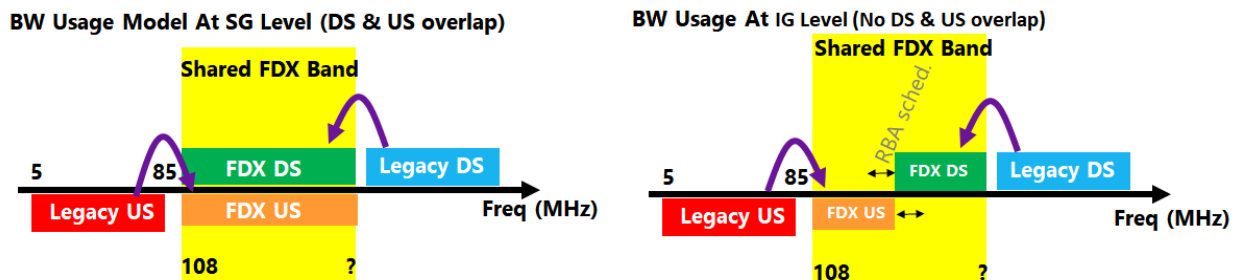 BW Usage Model At SG Level (DS & US overlap)
Shared FDX Band
5
85
FDX DS
Legacy DS
Legacy US
FDX US
Freq (MHz)
108
?
BW Usage At IG Level (No DS & US overlap)
Shared FDX Band
RBA sched.
5
85
FDX DS
Legacy DS
Legacy US
FDX US
Freq (MHz)
108
?